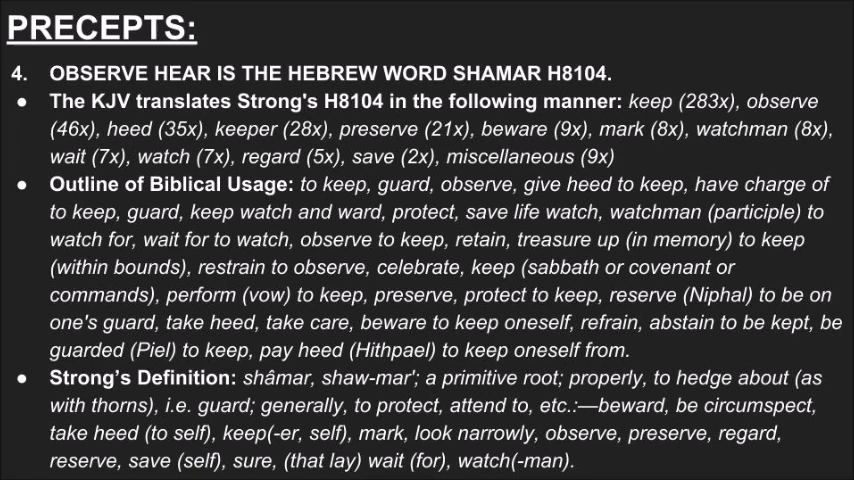 PRECEPTS:
4. OBSERVE HEAR IS THE HEBREW WORD SHAMAR H8104.
● The KJV translates Strong's H8104 in the following manner: keep (283x), observe
(46x), heed (35x), keeper (28x), preserve (21x), beware (9x), mark (8x), watchman (8x),
wait (7x), watch (7x), regard (5x), save (2x), miscellaneous (9x)
● Outline of Biblical Usage: to keep, guard, observe, give heed to keep, have charge of
to keep, guard, keep watch and ward, protect, save life watch, watchman (participle) to
watch for, wait for to watch, observe to keep, retain, treasure up (in memory) to keep
(within bounds), restrain to observe, celebrate, keep (sabbath or covenant or
commands), perform (vow) to keep, preserve, protect to keep, reserve (Niphal) to be on
one's guard, take heed, take care, beware to keep oneself, refrain, abstain to be kept, be
guarded (Piel) to keep, pay heed (Hithpael) to keep oneself from.
● Strong’s Definition: shâmar, shaw-mar'; a primitive root; properly, to hedge about (as
with thorns), i.e. guard; generally, to protect, attend to, etc.:—beward, be circumspect,
take heed (to self), keep(-er, self), mark, look narrowly, observe, preserve, regard,
reserve, save (self), sure, (that lay) wait (for), watch(-man).